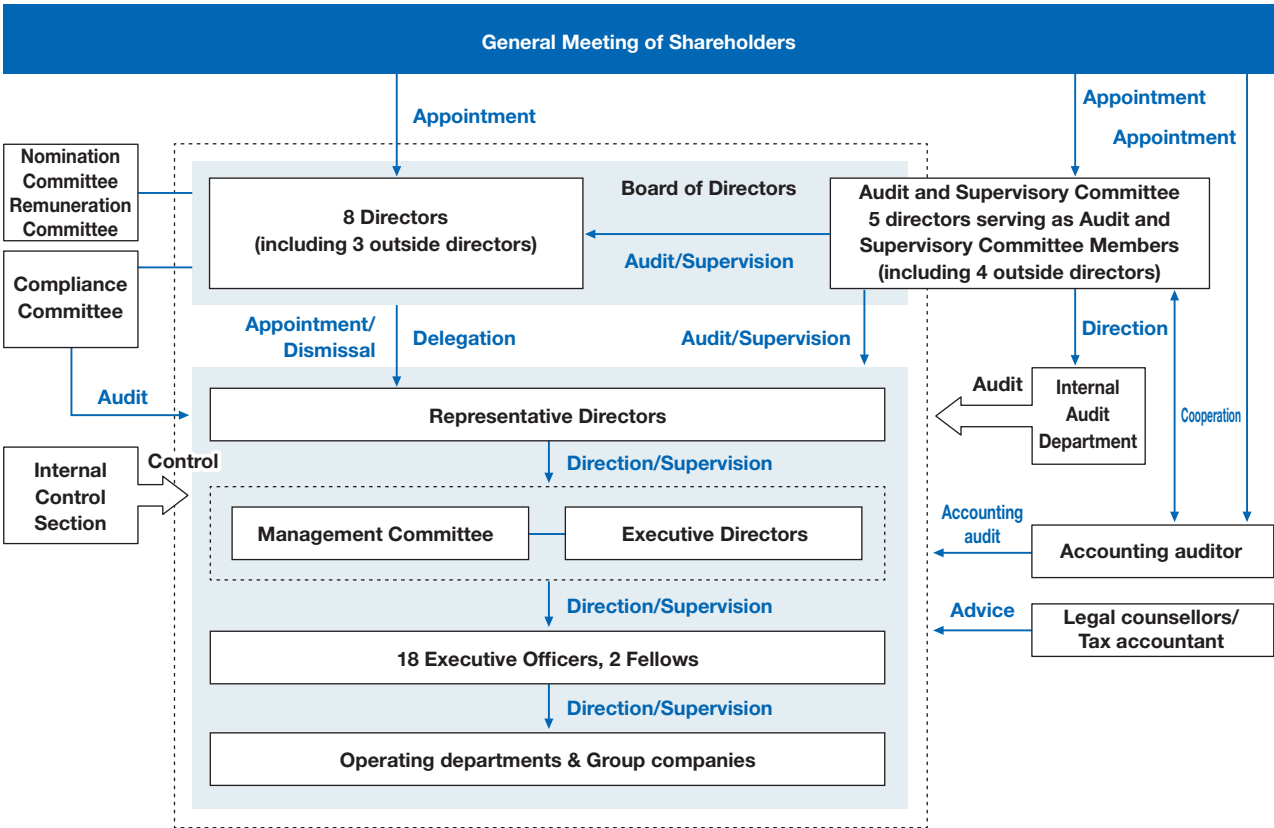 General Meeting of Shareholders
Appointment
Appointment
Appointment
Nomination
Committee
Remuneration
Committee
Board of Directors
8 Directors
(including 3 outside directors)
Audit and Supervisory Committee
5 directors serving as Audit and
Supervisory Committee Members
(including 4 outside directors)
Audit/Supervision
Compliance
Committee
Appointment/
Dismissal
Delegation
Audit/Supervision
Direction
Audit
Representative Directors
Audit
Internal
Audit
Department
Cooperation
Internal
Control
Section
Control
Direction/Supervision
Management Committee
Executive Directors
Accounting
audit
Accounting auditor
Direction/Supervision
Advice
Legal counsellors/
Tax accountant
18 Executive Officers, 2 Fellows
Direction/Supervision
Operating departments & Group companies